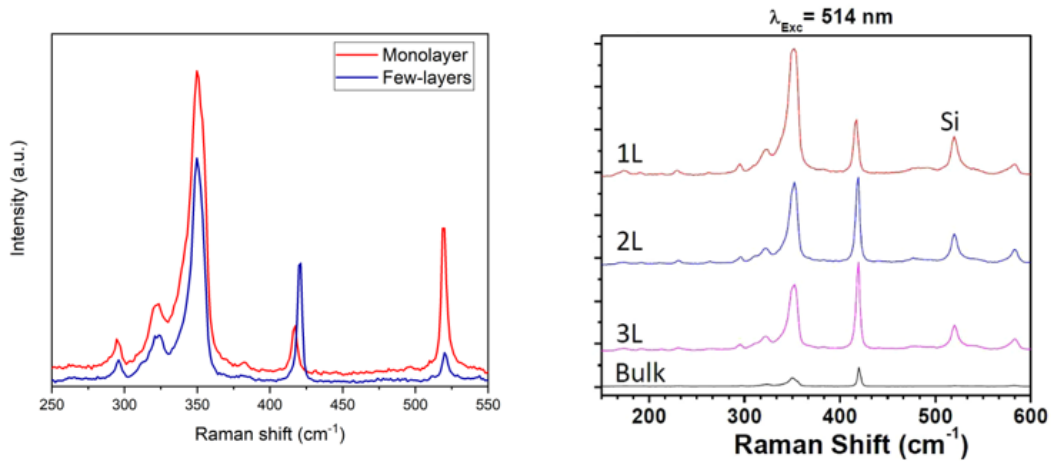 Monolayer
Few-layers
Intensity (a.u.)
250 300 350 400 450 500 550
Raman shift (cm⁻¹)
λExc= 514 nm
Si
1L
2L
3L
Bulk
200 300 400 500 600
Raman Shift (cm⁻¹)